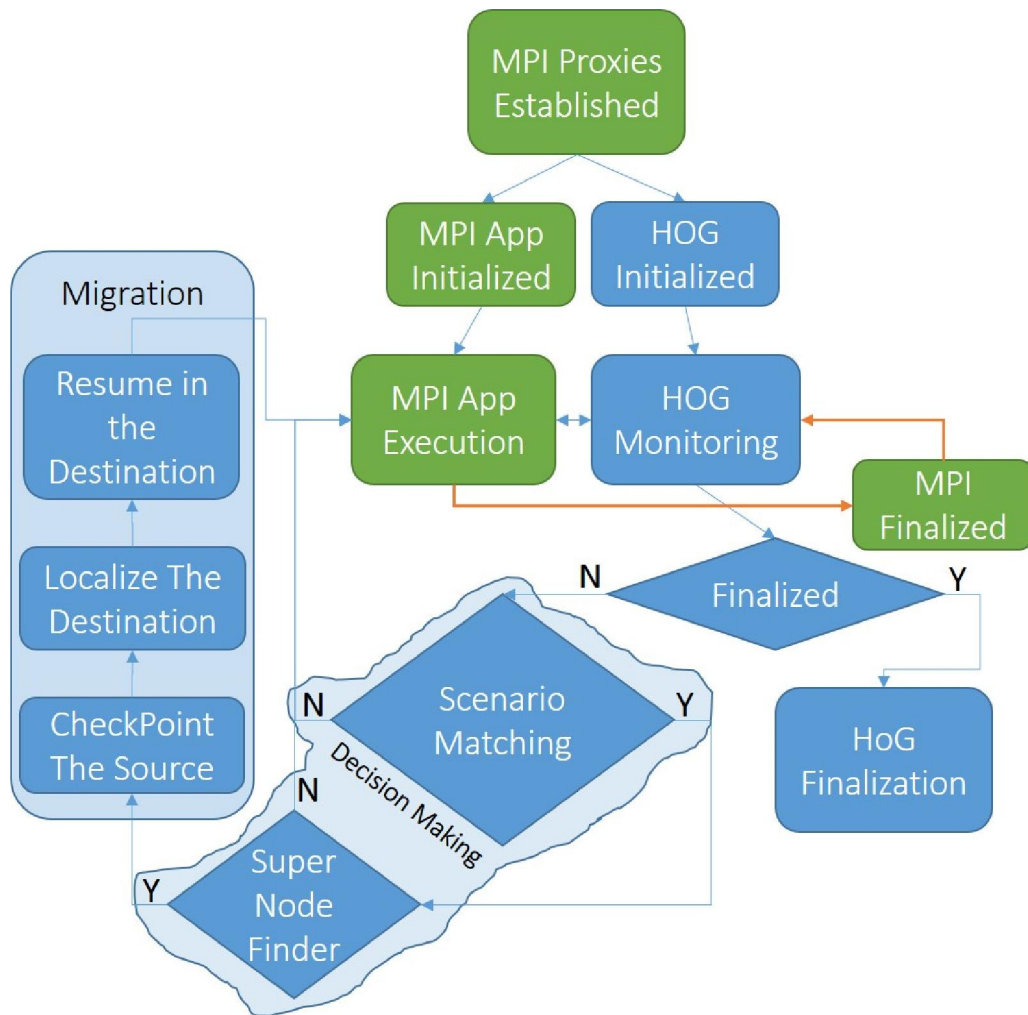 MPI Proxies
Established
MPI App
Initialized
HOG
Initialized
Migration
Resume in
the
Destination
MPI App
Execution
HOG
Monitoring
MPI
Finalized
Localize The
Destination
N
Finalized
Y
CheckPoint
The Source
N
Scenario
Matching
Y
HoG
Finalization
Decision Making
N
Y
Super
Node
Finder